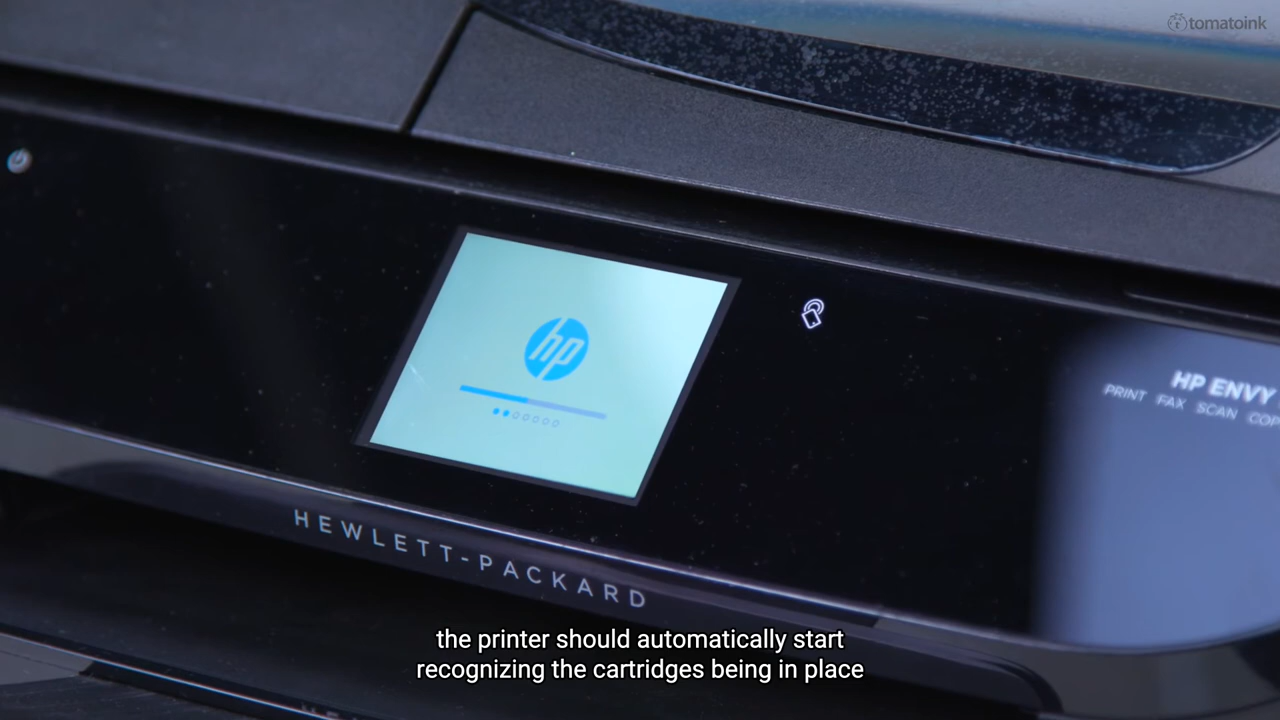 tomatoink
hp
HP ENVY
PRINT FAX SCAN COP
HEWLETT-PACKARD
the printer should automatically start
recognizing the cartridges being in place